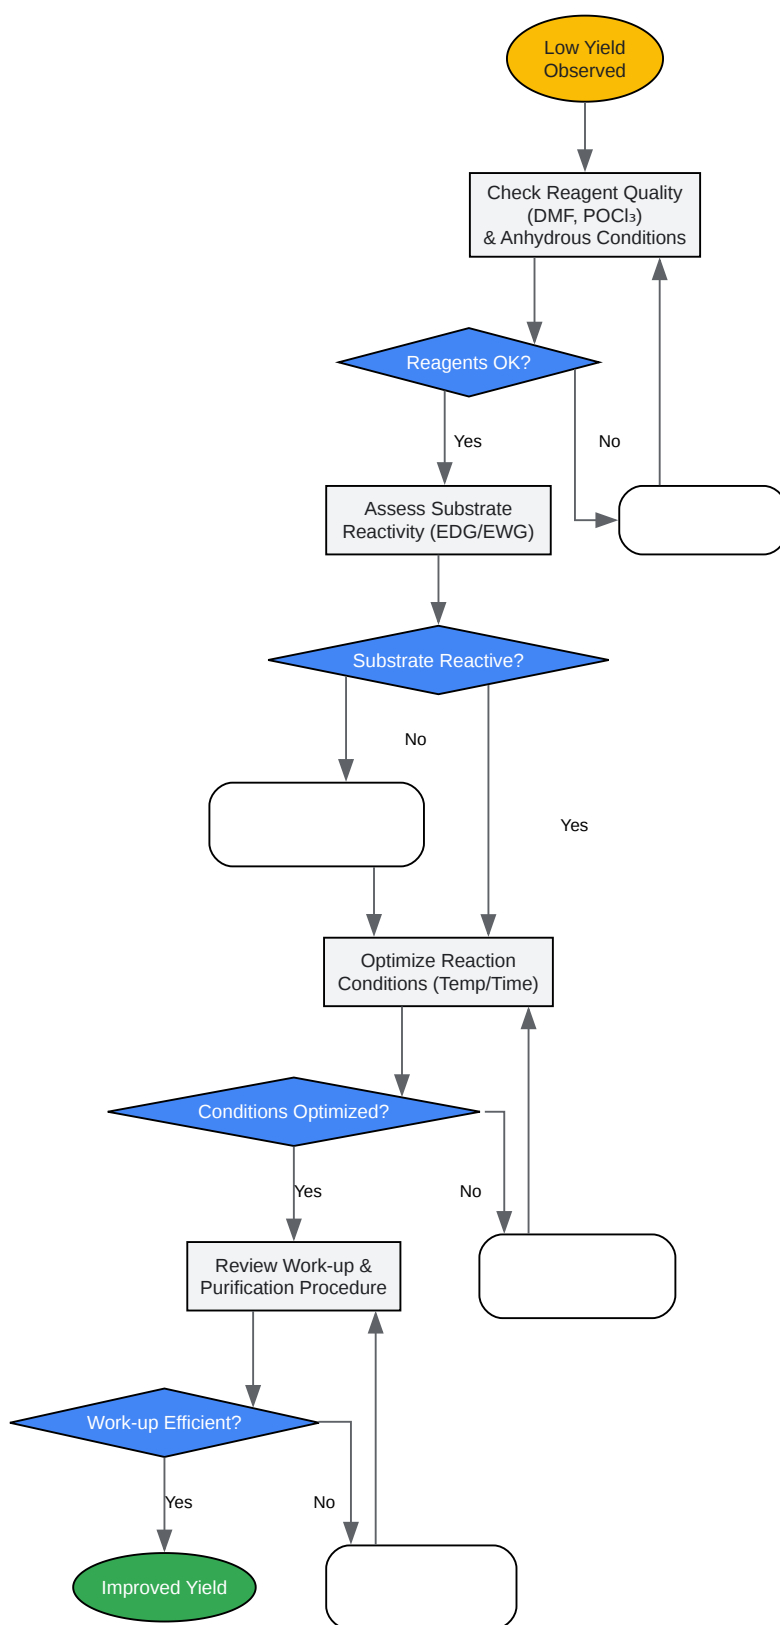 Low Yield
Observed
Check Reagent Quality
(DMF, POCl₃)
& Anhydrous Conditions
Reagents OK?
Yes
No
Assess Substrate
Reactivity (EDG/EWG)
Substrate Reactive?
No
Yes
Optimize Reaction
Conditions (Temp/Time)
Conditions Optimized?
Yes
No
Review Work-up &
Purification Procedure
Work-up Efficient?
Yes
No
Improved Yield